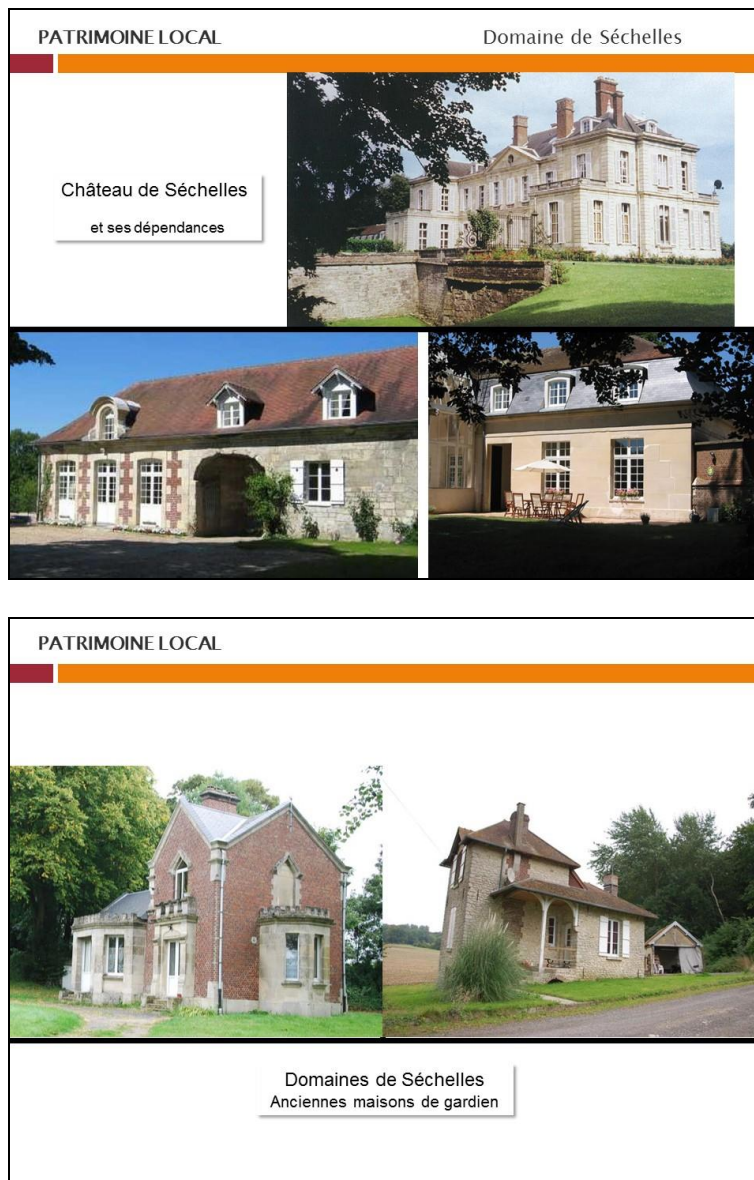 PATRIMOINE LOCAL
Domaine de Séchelles
Château de Séchelles
et ses dépendances
PATRIMOINE LOCAL
Domaines de Séchelles
Anciennes maisons de gardien